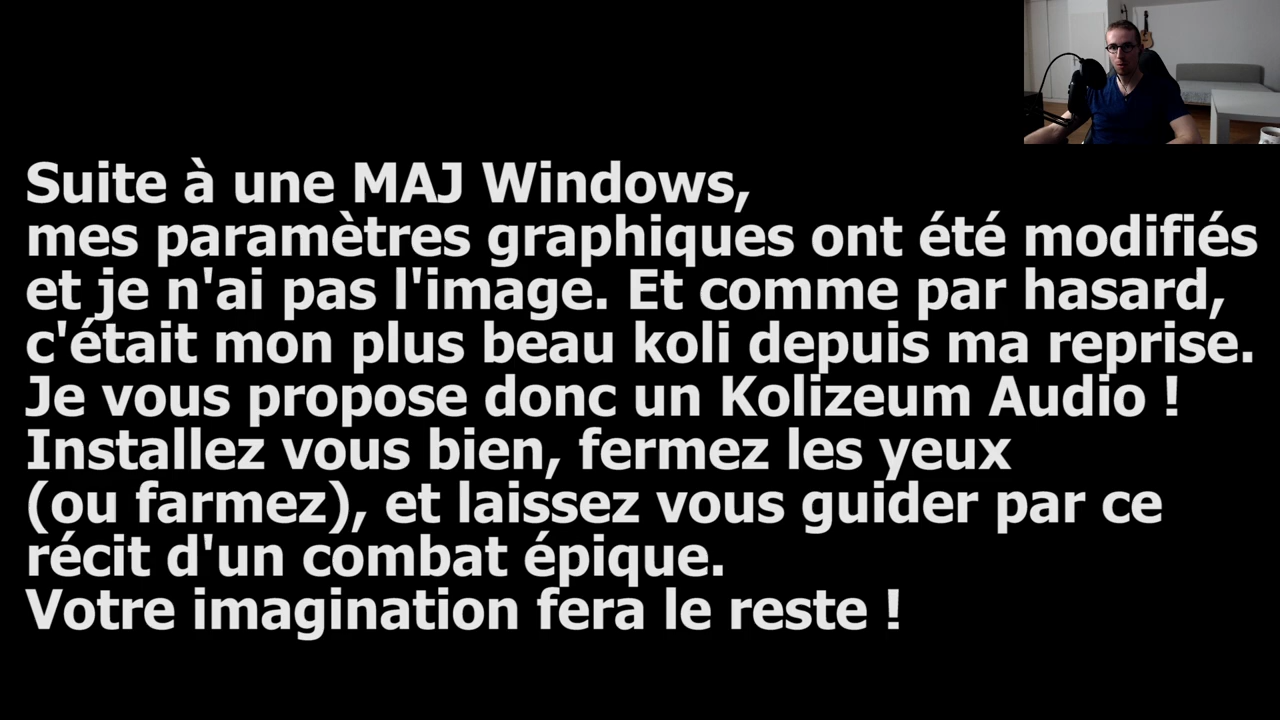 Suite à une MAJ Windows,
mes paramètres graphiques ont été modifiés
et je n'ai pas l'image. Et comme par hasard,
c'était mon plus beau koli depuis ma reprise.
Je vous propose donc un Kolizeum Audio !
Installez vous bien, fermez les yeux
(ou farmez), et laissez vous guider par ce
récit d'un combat épique.
Votre imagination fera le reste !